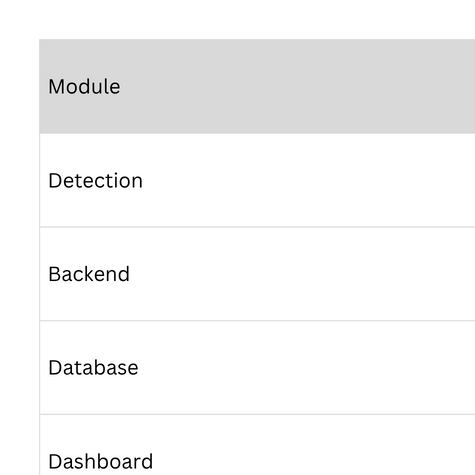 Module
Detection
Backend
Database
Dashboard